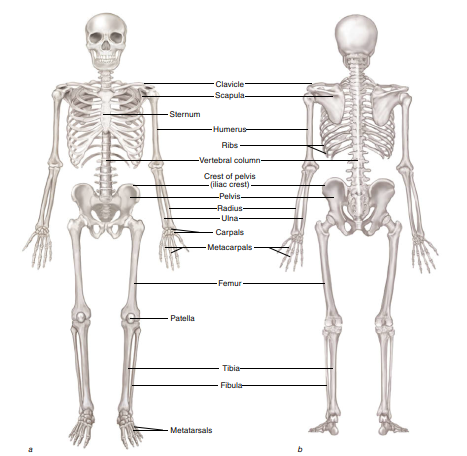 Clavicle
Scapula
Sternum
Humerus
Ribs
Vertebral column
Crest of pelvis
(iliac crest)
Pelvis
Radius
Ulna
Carpals
Metacarpals
Femur
Patella
Tibia
Fibula
Metatarsals
a
b